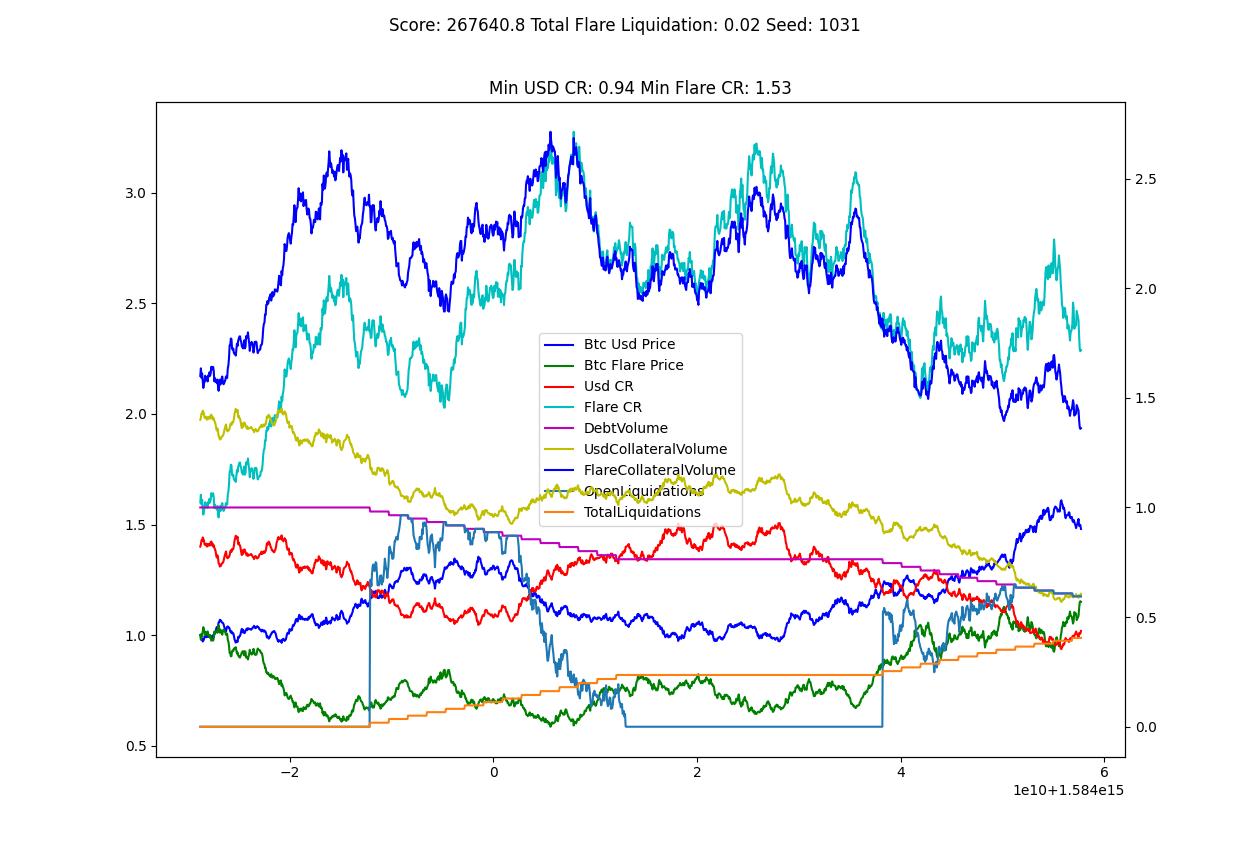 Score: 267640.8 Total Flare Liquidation: 0.02 Seed: 1031
Min USD CR: 0.94 Min Flare CR: 1.53
3.0
2.5
2.0
1.5
1.0
0.5
2.5
2.0
1.5
1.0
0.5
0.0
Btc Usd Price
Btc Flare Price
Usd CR
Flare CR
DebtVolume
UsdCollateralVolume
FlareCollateralVolume
OpenLiquidations
TotalLiquidations
−2 0 2 4 6
1e10+1.584e15